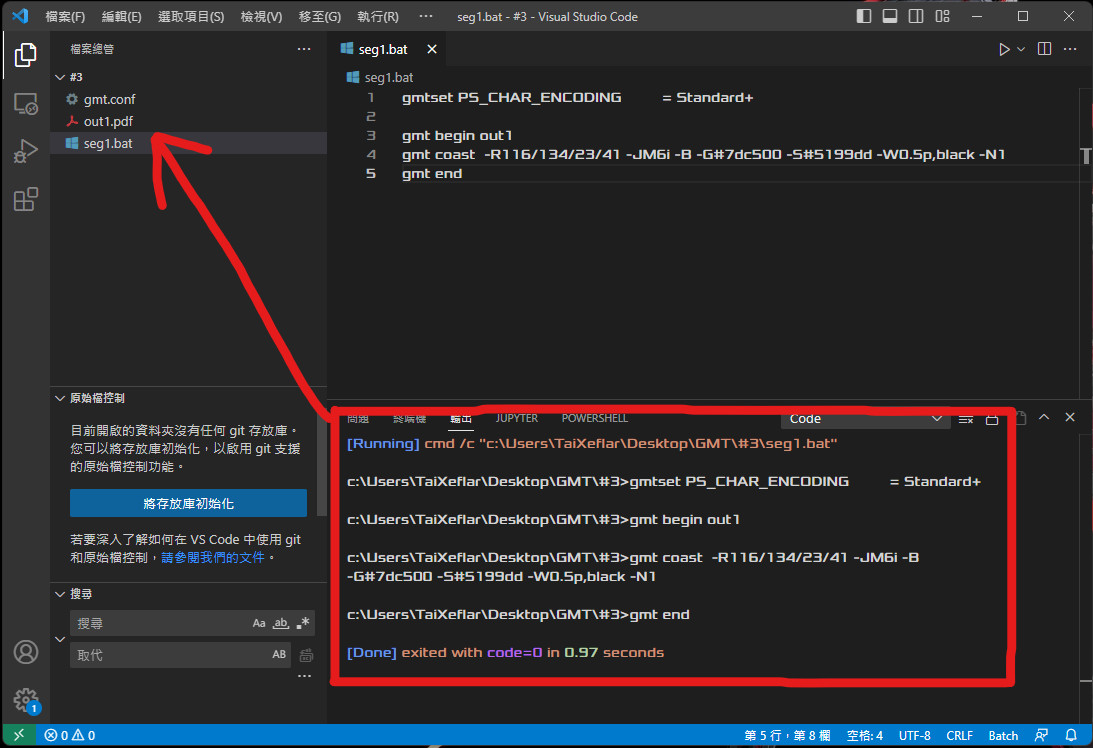 檔案(F) 編輯(E) 選取項目(S) 檢視(V) 移至(G) 執行(R) ··· seg1.bat - #3 - Visual Studio Code
檔案總管 ···
#3
gmt.conf
out1.pdf
seg1.bat
seg1.bat
seg1.bat
1 gmtset PS_CHAR_ENCODING = Standard+
2
3 gmt begin out1
4 gmt coast -R116/134/23/41 -JM6i -B -G#7dc500 -S#5199dd -W0.5p,black -N1
5 gmt end
原始檔控制
目前開啟的資料夾沒有任何 git 存放庫。
您可以將存放庫初始化，以啟用 git 支援
的原始檔控制功能。
將存放庫初始化
若要深入了解如何在 VS Code 中使用 git
和原始檔控制，請參閱我們的文件。
搜尋
搜尋 Aa ab .*
取代 AB
···
問題 終端機 輸出 JUPYTER POWERSHELL Code
[Running] cmd /c "c:\Users\TaiXeflar\Desktop\GMT\#3\seg1.bat"
c:\Users\TaiXeflar\Desktop\GMT\#3>gmtset PS_CHAR_ENCODING = Standard+
c:\Users\TaiXeflar\Desktop\GMT\#3>gmt begin out1
c:\Users\TaiXeflar\Desktop\GMT\#3>gmt coast -R116/134/23/41 -JM6i -B
-G#7dc500 -S#5199dd -W0.5p,black -N1
c:\Users\TaiXeflar\Desktop\GMT\#3>gmt end
[Done] exited with code=0 in 0.97 seconds
1
0 0 第 5 行，第 8 欄 空格: 4 UTF-8 CRLF Batch